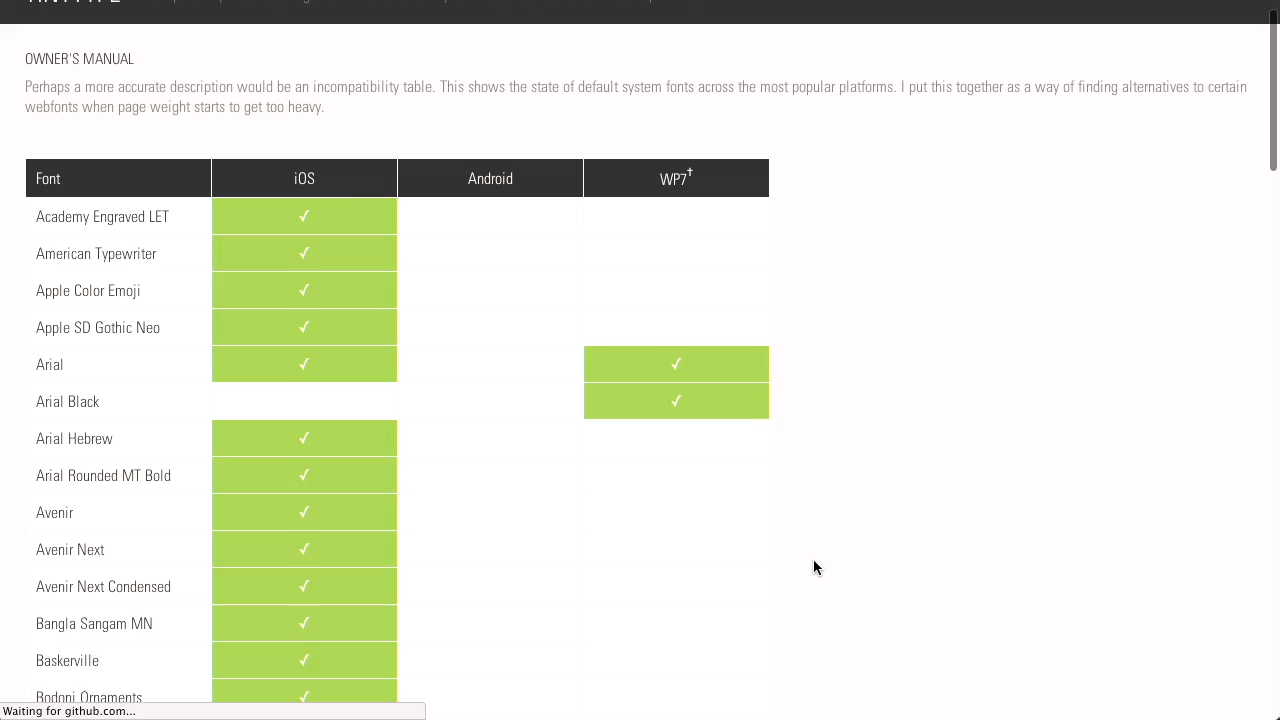 OWNER'S MANUAL
Perhaps a more accurate description would be an incompatibility table. This shows the state of default system fonts across the most popular platforms. I put this together as a way of finding alternatives to certain
webfonts when page weight starts to get too heavy.
Font iOS Android WP7†
Academy Engraved LET ✓
American Typewriter ✓
Apple Color Emoji ✓
Apple SD Gothic Neo ✓
Arial ✓ ✓
Arial Black ✓
Arial Hebrew ✓
Arial Rounded MT Bold ✓
Avenir ✓
Avenir Next ✓
Avenir Next Condensed ✓
Bangla Sangam MN ✓
Baskerville ✓
Bodoni Ornaments ✓
Waiting for github.com...